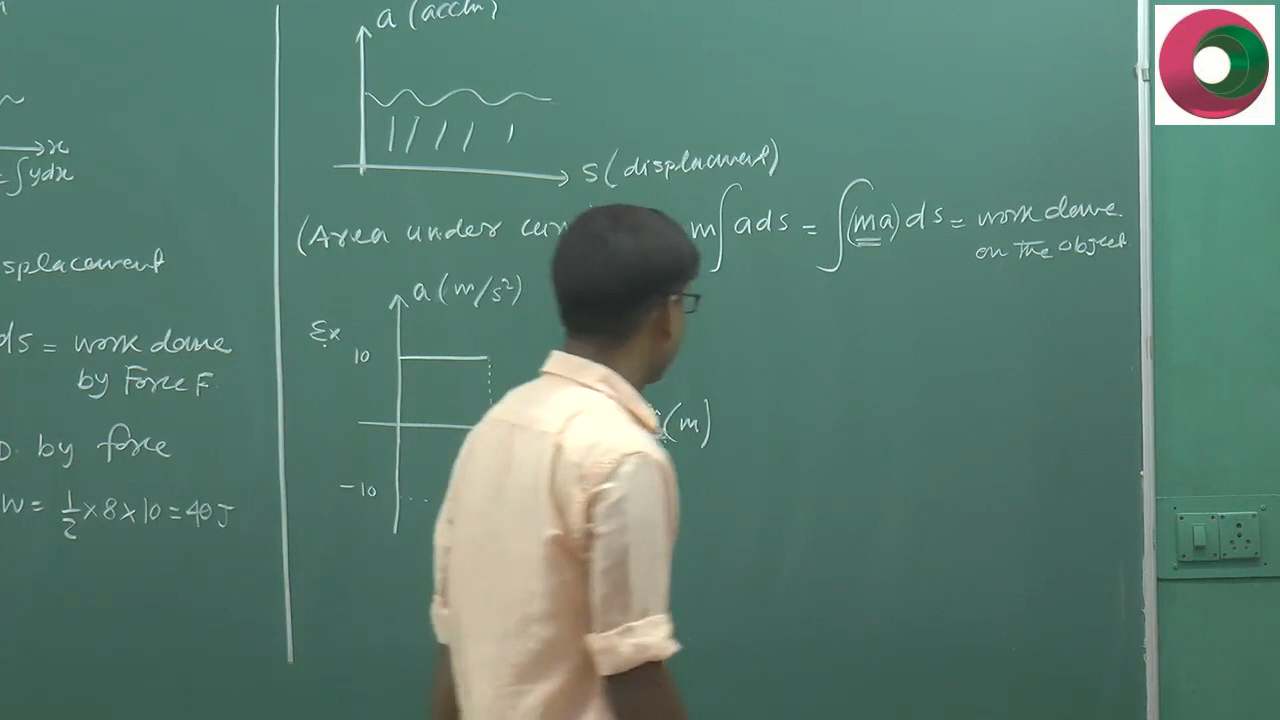 → x
= ∫ydx
splacement
ds = work done
by Force F.
D. by force
W = 1/2 × 8 × 10 = 40 J
a (accln)
s (displacement)
(Area under m∫ads = ∫(ma)ds = work done
on the object
Ex
a (m/s²)
10
(m)
-10